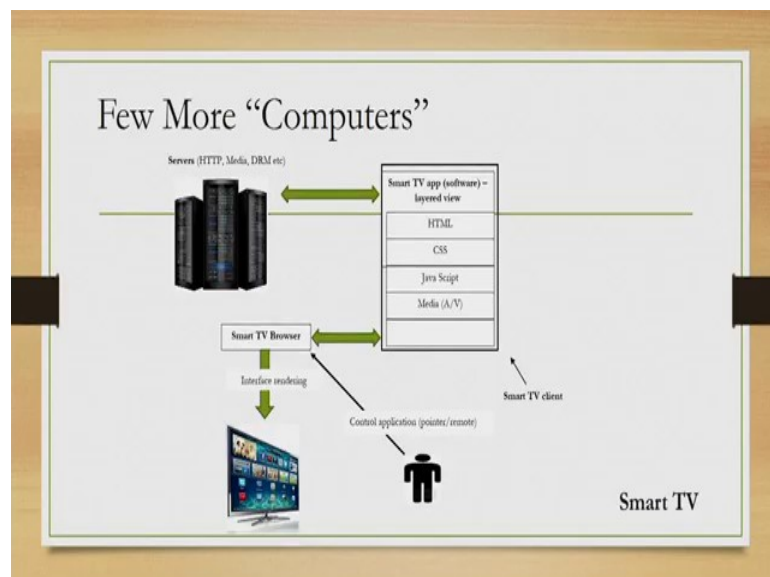 Few More “Computers”
Servers (HTTP, Media, DRM etc)
Smart TV app (software) –
layered view
HTML
CSS
Java Script
Media (A/V)
Smart TV Browser
Interface rendering
Smart TV client
Control application (pointer/remote)
Smart TV